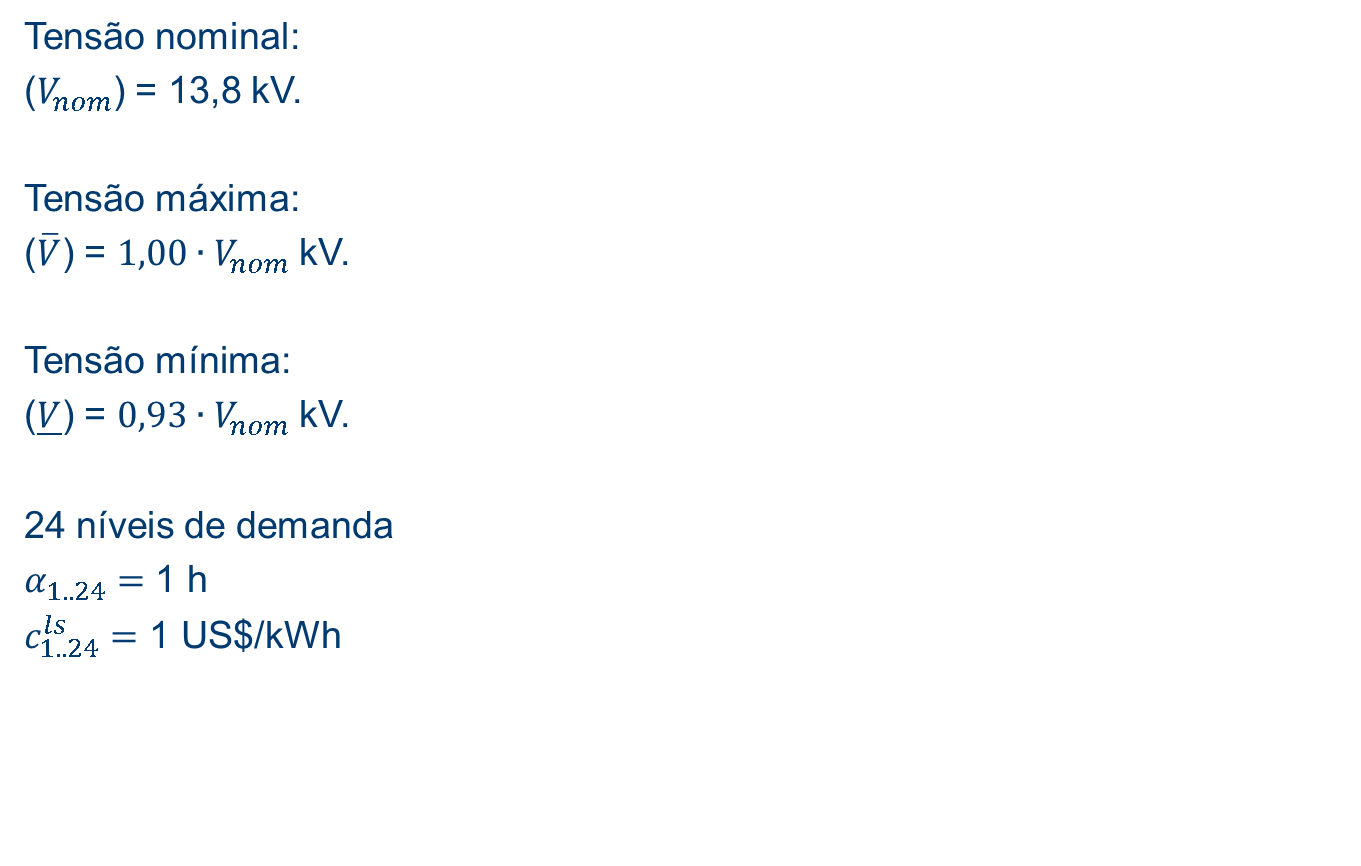 Tensão nominal:
(V_nom) = 13,8 kV.
Tensão máxima:
(V̅) = 1,00 · V_nom kV.
Tensão mínima:
(V̲) = 0,93 · V_nom kV.
24 níveis de demanda
α_1..24 = 1 h
c^ls_1..24 = 1 US$/kWh